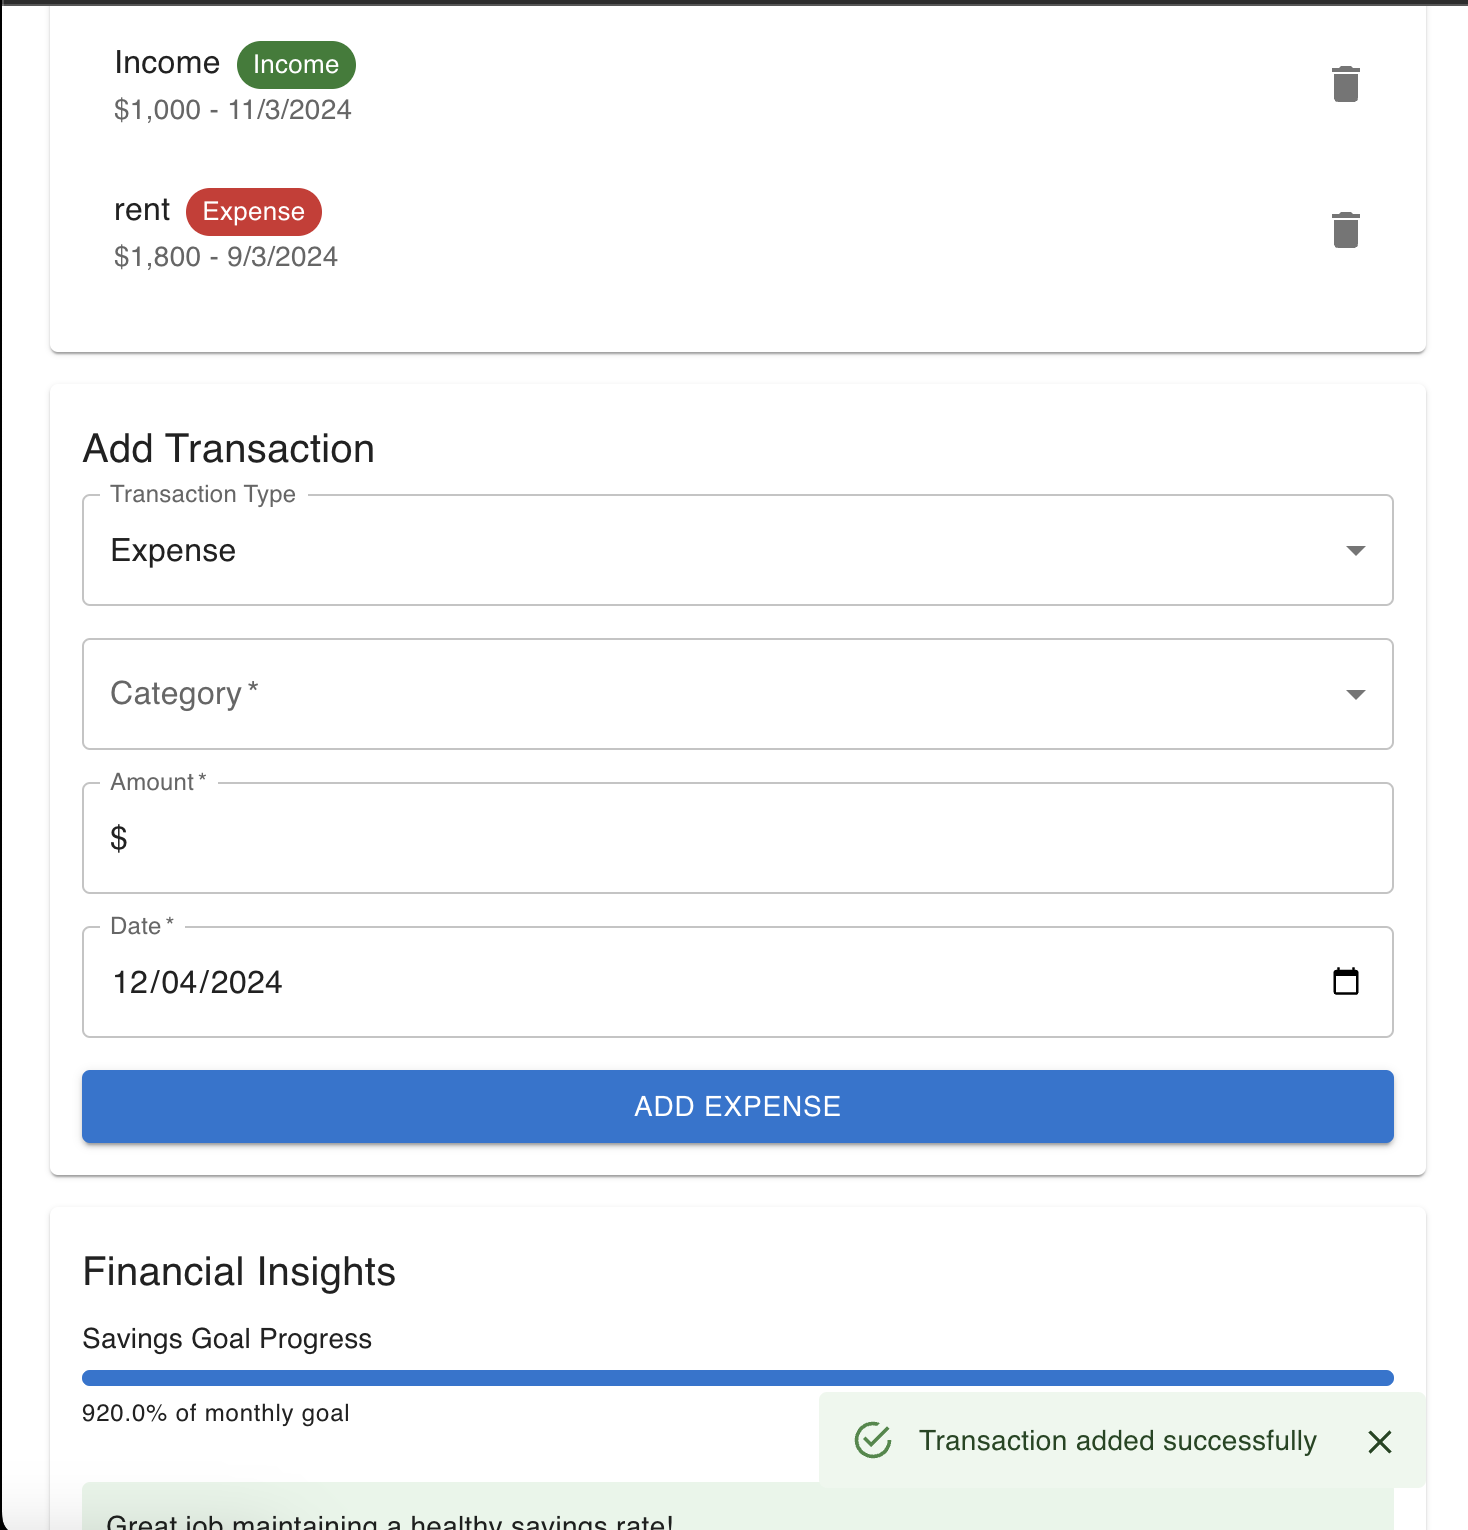 Income Income
$1,000 - 11/3/2024
rent Expense
$1,800 - 9/3/2024
Add Transaction
Transaction Type
Expense
Category *
Amount *
$
Date *
12/04/2024
ADD EXPENSE
Financial Insights
Savings Goal Progress
920.0% of monthly goal
Transaction added successfully
Great job maintaining a healthy savings rate!